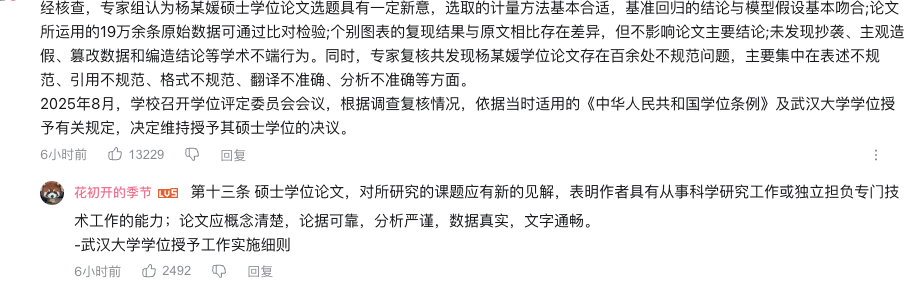 经核查，专家组认为杨某媛硕士学位论文选题具有一定新意，选取的计量方法基本合适，基准回归的结论与模型假设基本吻合;论文
所运用的19万余条原始数据可通过比对检验;个别图表的复现结果与原文相比存在差异，但不影响论文主要结论;未发现抄袭、主观造
假、篡改数据和编造结论等学术不端行为。同时，专家复核共发现杨某媛学位论文存在百余处不规范问题，主要集中在表述不规
范、引用不规范、格式不规范、翻译不准确、分析不准确等方面。
2025年8月，学校召开学位评定委员会会议，根据调查复核情况，依据当时适用的《中华人民共和国学位条例》及武汉大学学位授
予有关规定，决定维持授予其硕士学位的决议。
6小时前 13229 回复
花初开的季节 LV5 第十三条 硕士学位论文，对所研究的课题应有新的见解，表明作者具有从事科学研究工作或独立担负专门技
术工作的能力；论文应概念清楚，论据可靠，分析严谨，数据真实，文字通畅。
-武汉大学学位授予工作实施细则
6小时前 2492 回复